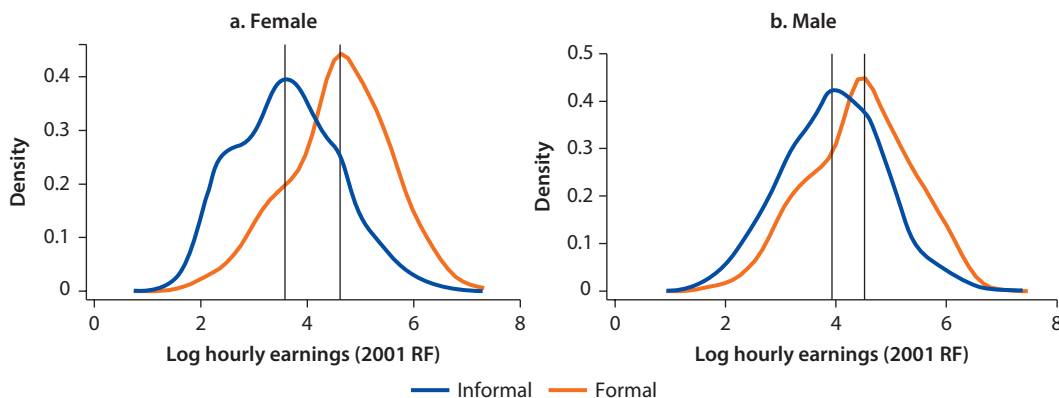 a. Female
Density
0.4
0.3
0.2
0.1
0
0 2 4 6 8
Log hourly earnings (2001 RF)
b. Male
Density
0.5
0.4
0.3
0.2
0.1
0
0 2 4 6 8
Log hourly earnings (2001 RF)
Informal Formal